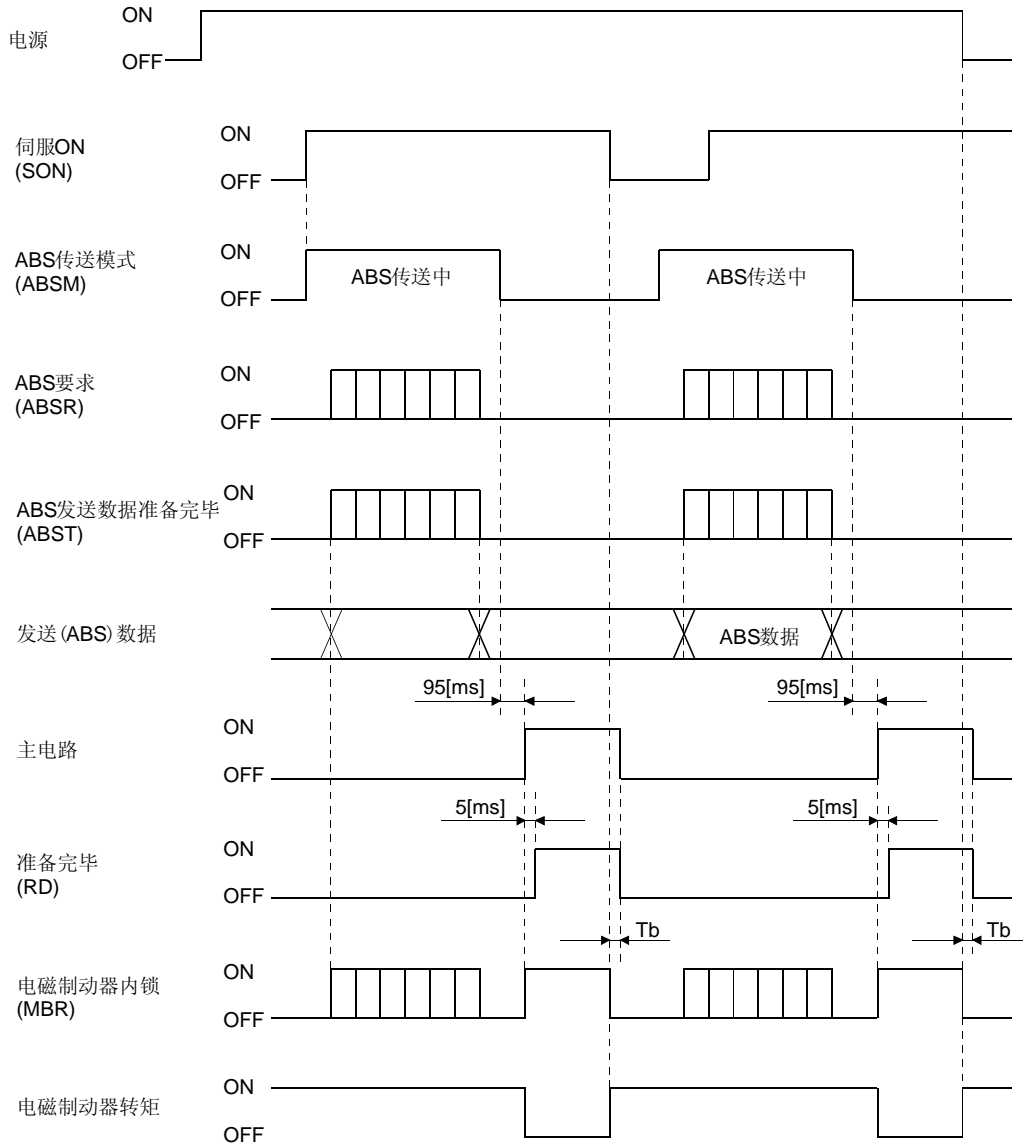 ON
电源
OFF
ON
伺服ON
(SON)
OFF
ON
ABS传送模式
(ABSM)
ABS传送中
ABS传送中
OFF
ON
ABS要求
(ABSR)
OFF
ON
ABS发送数据准备完毕
(ABST)
OFF
发送(ABS)数据
ABS数据
95[ms]
95[ms]
ON
主电路
OFF
5[ms]
5[ms]
ON
准备完毕
(RD)
OFF
Tb
Tb
ON
电磁制动器内锁
(MBR)
OFF
ON
电磁制动器转矩
OFF